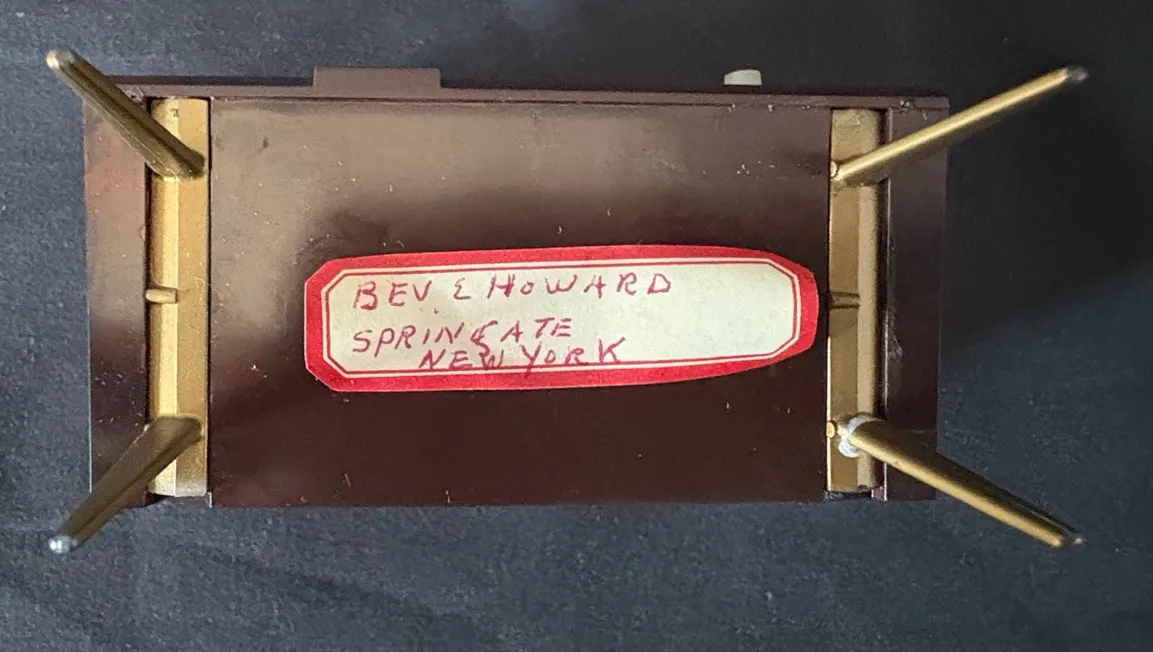 BEV & HOWARD
SPRINGATE
NEW YORK